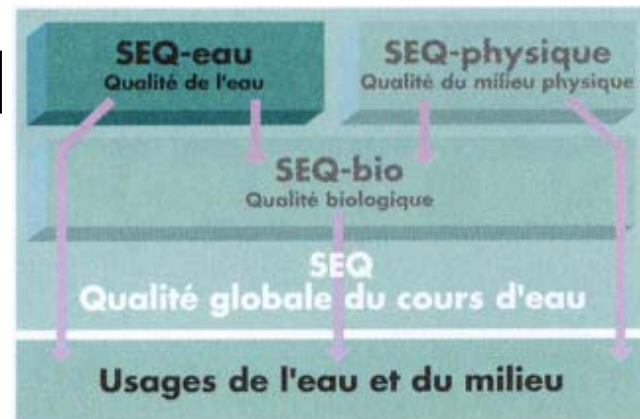 SEQ-eau
Qualité de l'eau
SEQ-physique
Qualité du milieu physique
SEQ-bio
Qualité biologique
SEQ
Qualité globale du cours d'eau
Usages de l'eau et du milieu